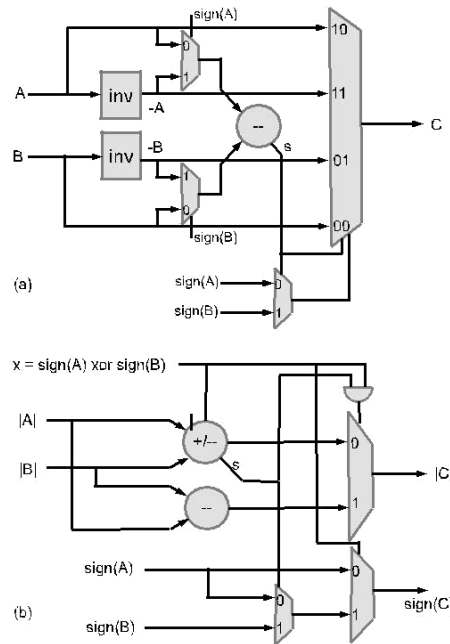 sign(A)
10
0
1
A
inv
-A
11
--
s
C
B
inv
-B
01
1
0
00
sign(B)
(a)
sign(A)
0
sign(B)
1
x = sign(A) xor sign(B)
|A|
+/--
0
|B|
s
|C
--
1
sign(A)
0
0
1
sign(C)
(b)
sign(B)
1